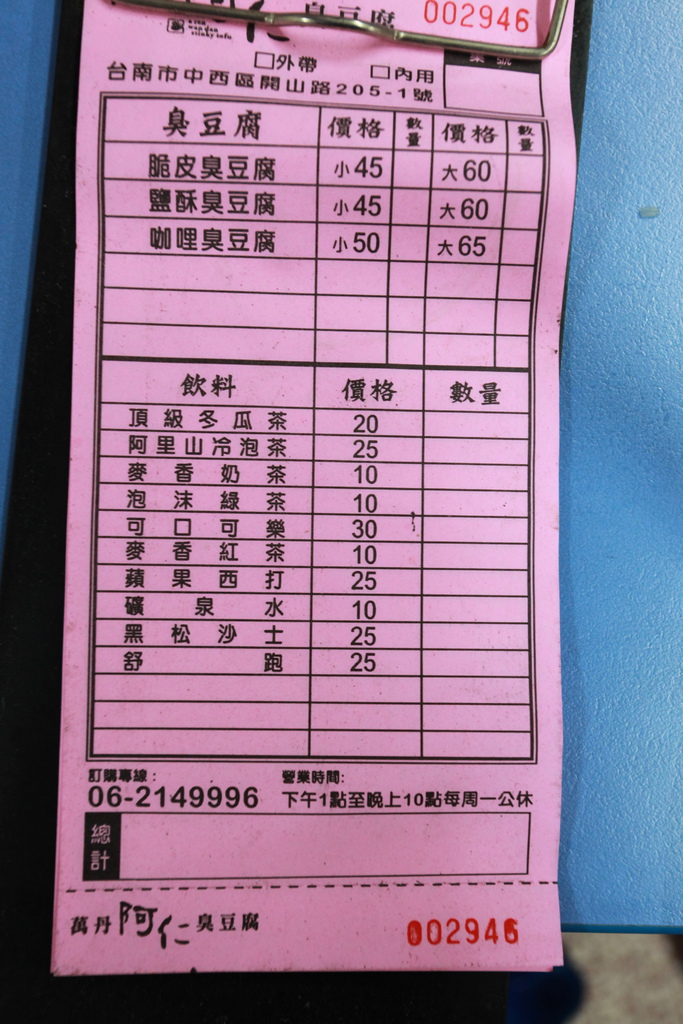 臭豆腐 002946
□外帶 □內用
台南市中西區開山路205-1號
臭豆腐 價格 數量 價格 數量
脆皮臭豆腐 小45 大60
鹽酥臭豆腐 小45 大60
咖哩臭豆腐 小50 大65
飲料 價格 數量
頂級冬瓜茶 20
阿里山冷泡茶 25
麥香奶茶 10
泡沫綠茶 10
可口可樂 30
麥香紅茶 10
蘋果西打 25
礦泉水 10
黑松沙士 25
舒跑 25
訂購專線: 營業時間:
06-2149996 下午1點至晚上10點每周一公休
總計
萬丹阿仁臭豆腐 002946